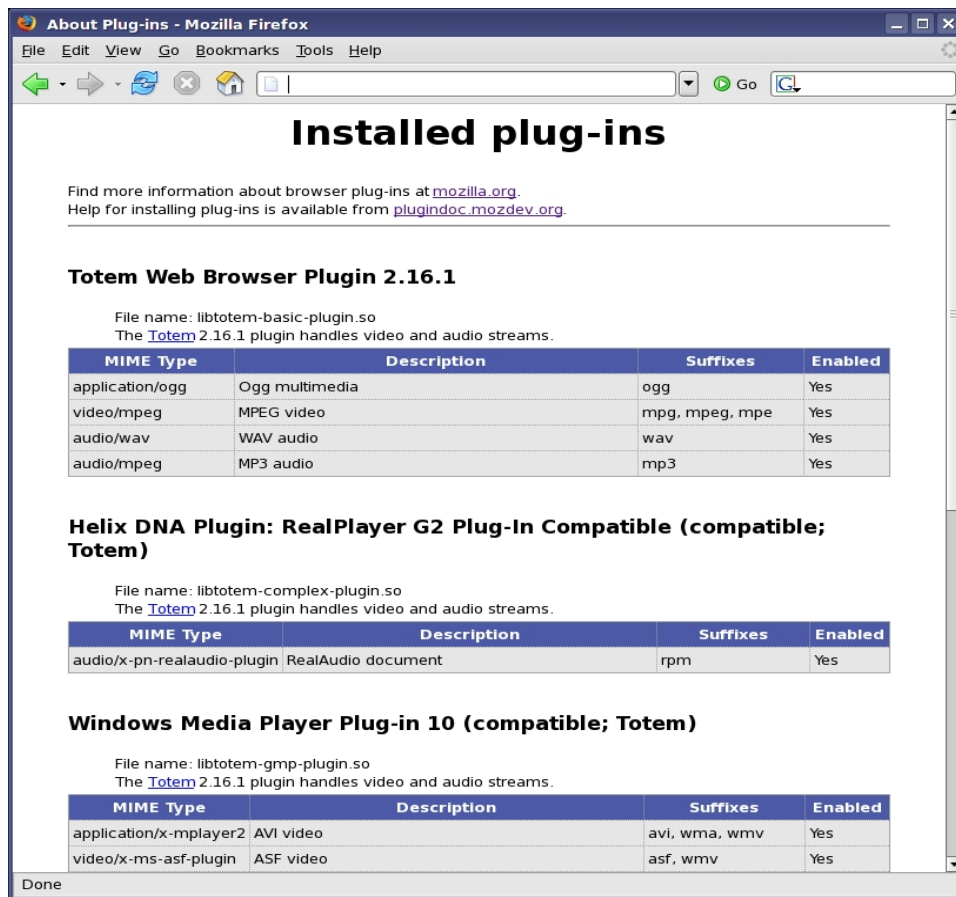 About Plug-ins - Mozilla Firefox
File Edit View Go Bookmarks Tools Help
Go G
Installed plug-ins
Find more information about browser plug-ins at mozilla.org.
Help for installing plug-ins is available from plugindoc.mozdev.org.
Totem Web Browser Plugin 2.16.1
File name: libtotem-basic-plugin.so
The Totem 2.16.1 plugin handles video and audio streams.
MIME Type Description Suffixes Enabled
application/ogg Ogg multimedia ogg Yes
video/mpeg MPEG video mpg, mpeg, mpe Yes
audio/wav WAV audio wav Yes
audio/mpeg MP3 audio mp3 Yes
Helix DNA Plugin: RealPlayer G2 Plug-In Compatible (compatible;
Totem)
File name: libtotem-complex-plugin.so
The Totem 2.16.1 plugin handles video and audio streams.
MIME Type Description Suffixes Enabled
audio/x-pn-realaudio-plugin RealAudio document rpm Yes
Windows Media Player Plug-in 10 (compatible; Totem)
File name: libtotem-gmp-plugin.so
The Totem 2.16.1 plugin handles video and audio streams.
MIME Type Description Suffixes Enabled
application/x-mplayer2 AVI video avi, wma, wmv Yes
video/x-ms-asf-plugin ASF video asf, wmv Yes
Done